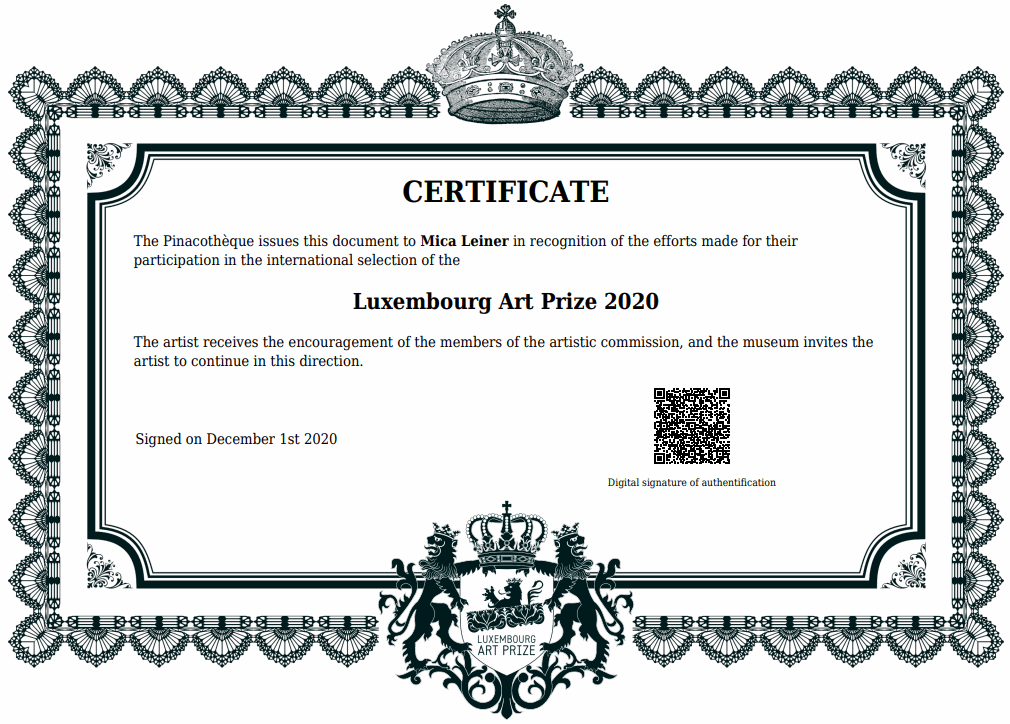 CERTIFICATE
The Pinacothèque issues this document to Mica Leiner in recognition of the efforts made for their
participation in the international selection of the
Luxembourg Art Prize 2020
The artist receives the encouragement of the members of the artistic commission, and the museum invites the
artist to continue in this direction.
Signed on December 1st 2020
Digital signature of authentification
LUXEMBOURG
ART PRIZE